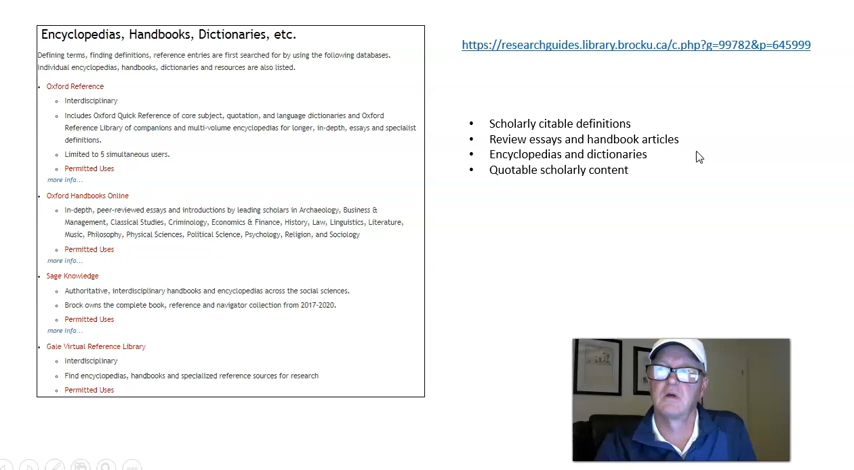 Encyclopedias, Handbooks, Dictionaries, etc.
Defining terms, finding definitions, reference entries are first searched for by using the following databases.
Individual encyclopedias, handbooks, dictionaries and resources are also listed.
• Oxford Reference
Interdisciplinary
Includes Oxford Quick Reference of core subject, quotation, and language dictionaries and Oxford
Reference Library of companions and multi-volume encyclopedias for longer, in-depth, essays and specialist
definitions.
Limited to 5 simultaneous users.
Permitted Uses
more info...
• Oxford Handbooks Online
In-depth, peer-reviewed essays and introductions by leading scholars in Archaeology, Business &
Management, Classical Studies, Criminology, Economics & Finance, History, Law, Linguistics, Literature,
Music, Philosophy, Physical Sciences, Political Science, Psychology, Religion, and Sociology
Permitted Uses
more info...
• Sage Knowledge
Authoritative, interdisciplinary handbooks and encyclopedias across the social sciences.
Brock owns the complete book, reference and navigator collection from 2017-2020.
Permitted Uses
more info...
• Gale Virtual Reference Library
Interdisciplinary
Find encyclopedias, handbooks and specialized reference sources for research
Permitted Uses
https://researchguides.library.brocku.ca/c.php?g=99782&p=645999
• Scholarly citable definitions
• Review essays and handbook articles
• Encyclopedias and dictionaries
• Quotable scholarly content